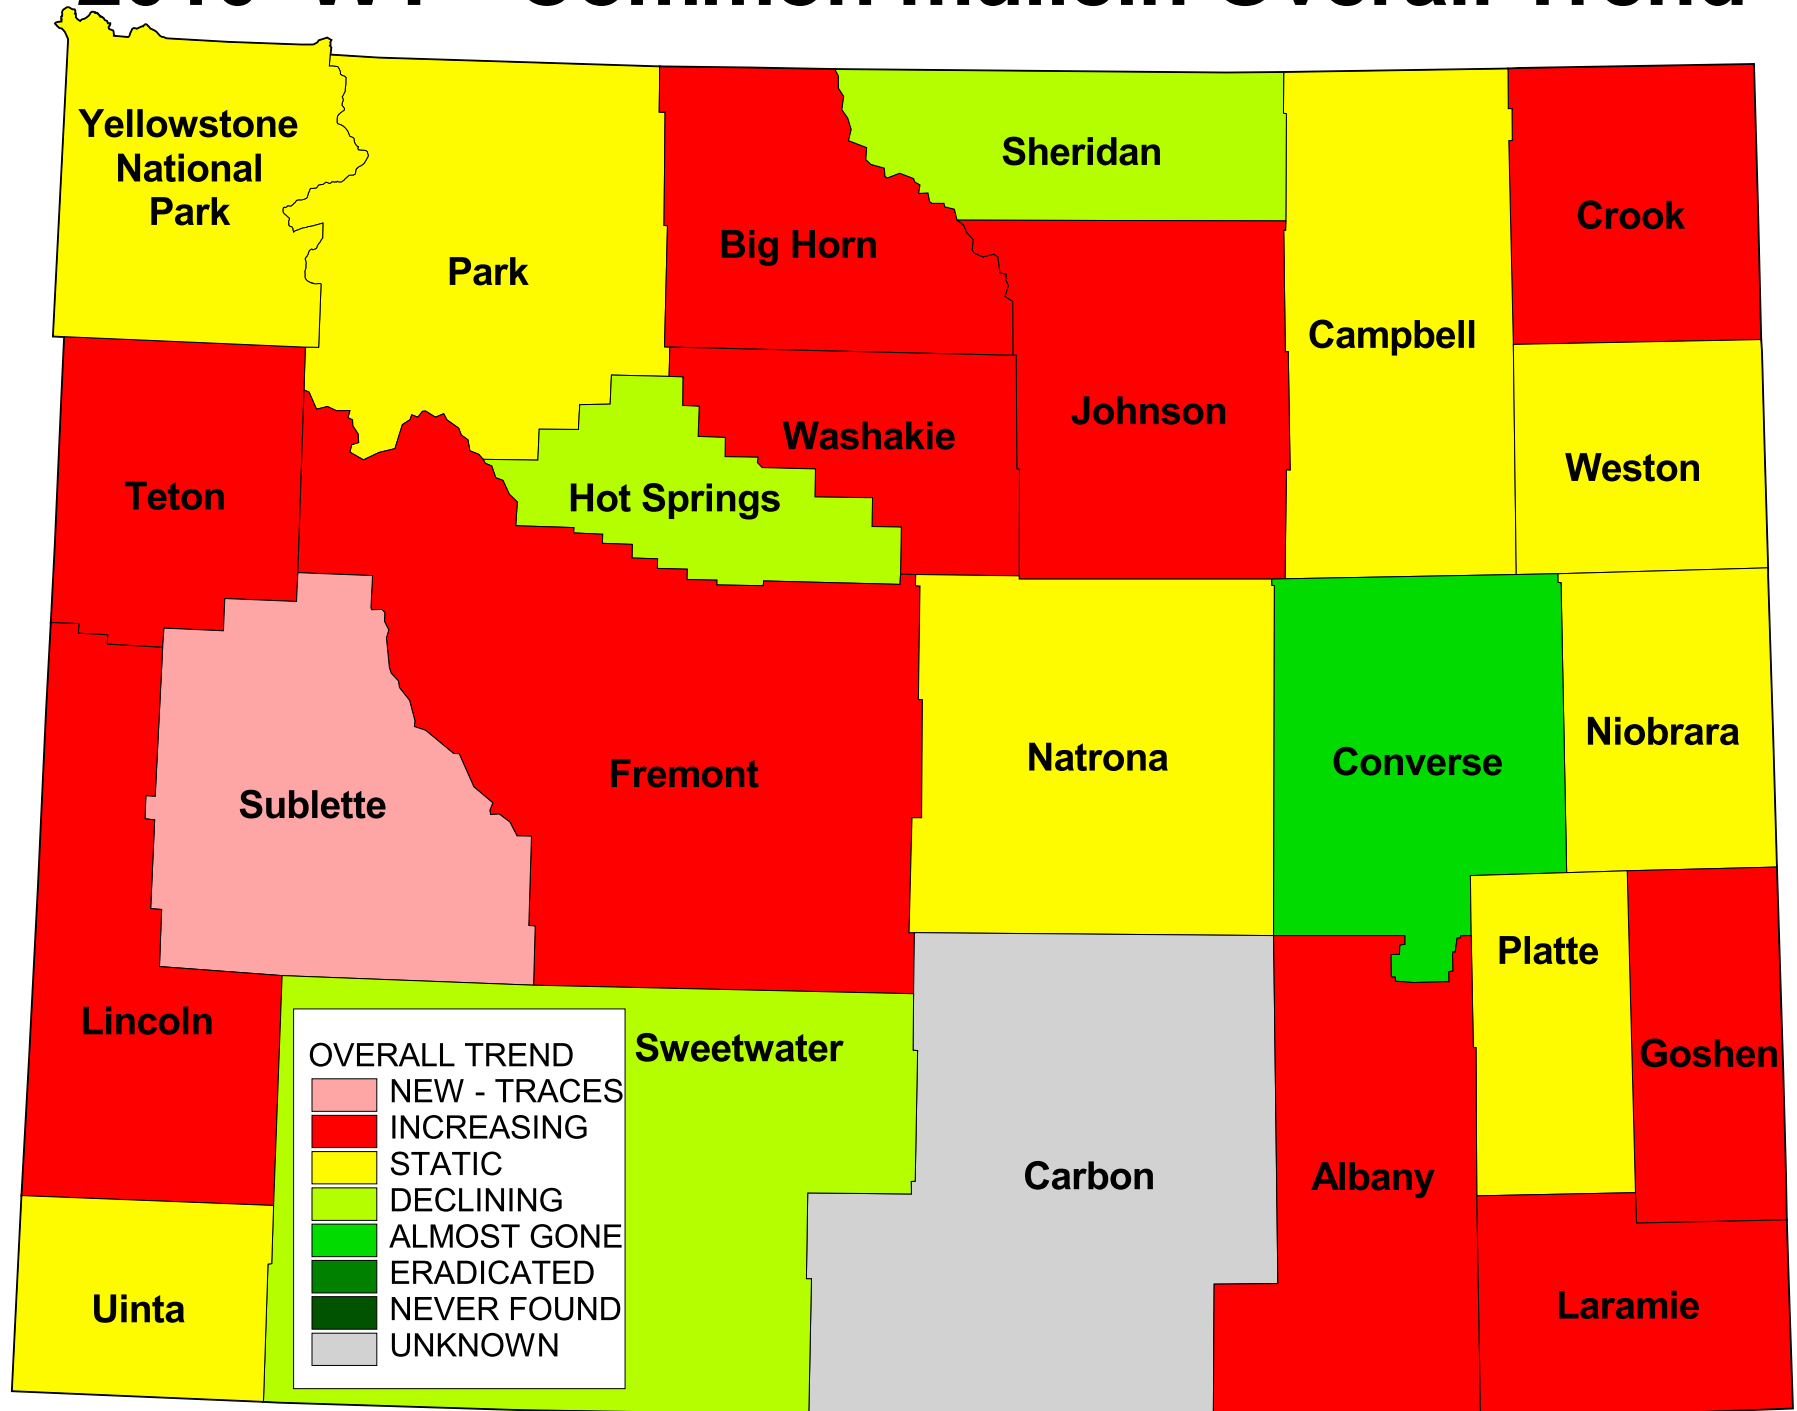 Yellowstone
National
Park
Park
Big Horn
Sheridan
Campbell
Crook
Johnson
Washakie
Hot Springs
Teton
Weston
Sublette
Fremont
Natrona
Converse
Niobrara
Lincoln
Sweetwater
Carbon
Albany
Platte
Goshen
Uinta
Laramie
OVERALL TREND
NEW - TRACES
INCREASING
STATIC
DECLINING
ALMOST GONE
ERADICATED
NEVER FOUND
UNKNOWN